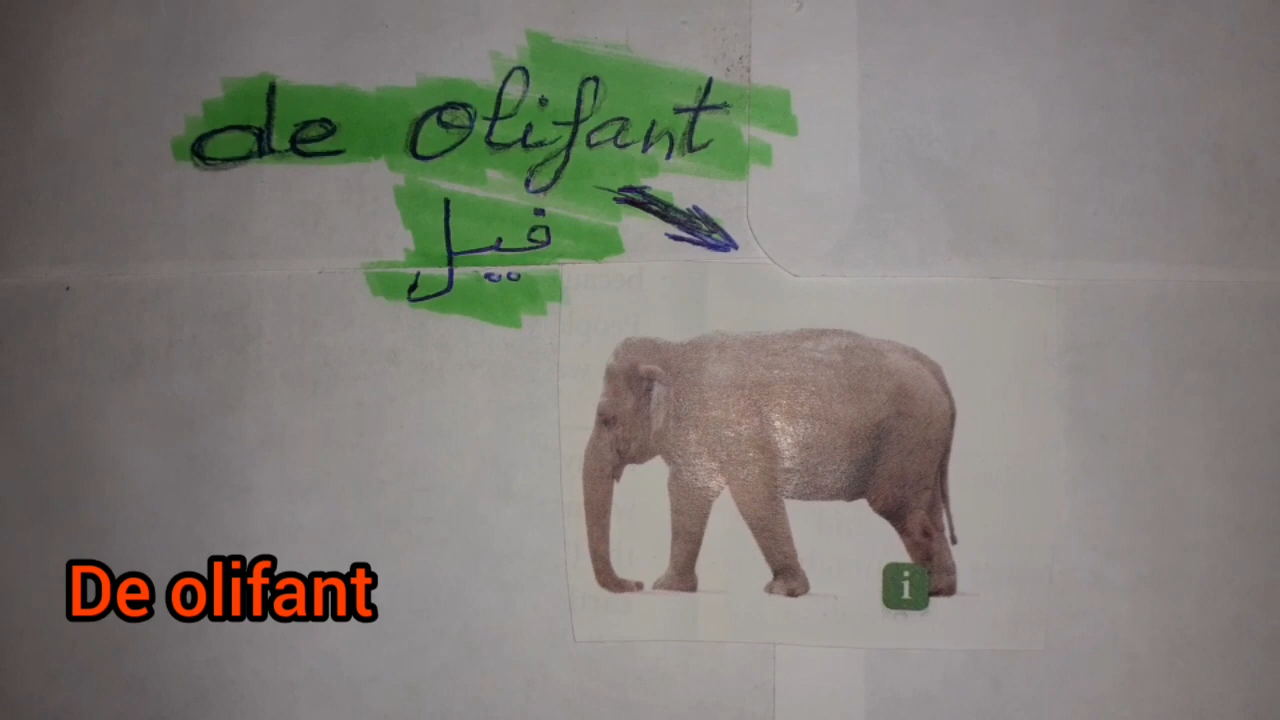 de olifant
فيل
i
De olifant